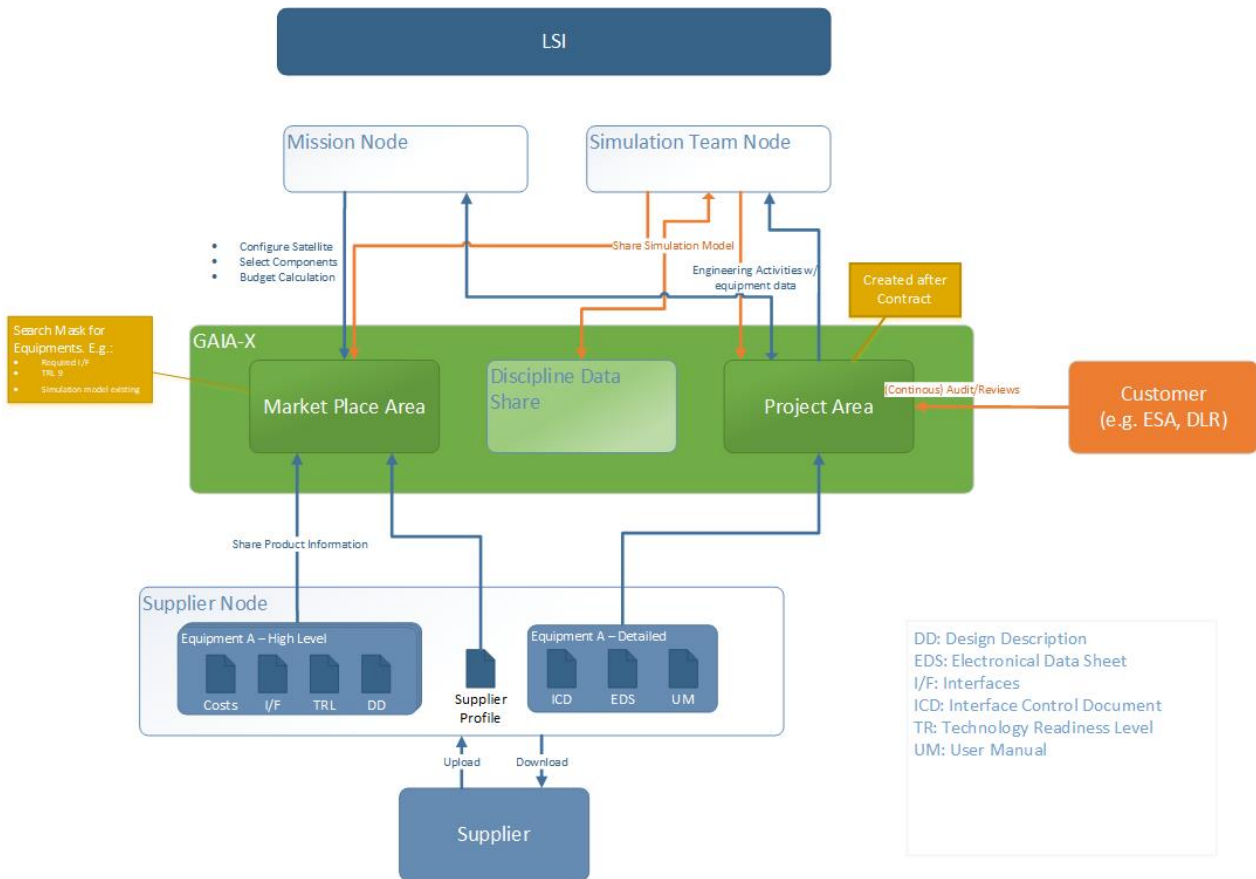 LSI
Mission Node
Simulation Team Node
Configure Satellite
Select Components
Budget Calculation
Share Simulation Model
Engineering Activities w/
equipment data
Created after
Contract
Search Mask for
Equipments. E.g.:
Required I/F
TRL 9
Simulation model existing
GAIA-X
Market Place Area
Discipline Data
Share
Project Area
(Continous) Audit/Reviews
Customer
(e.g. ESA, DLR)
Share Product Information
Supplier Node
Equipment A – High Level
Costs
I/F
TRL
DD
Supplier
Profile
Equipment A – Detailed
ICD
EDS
UM
Upload
Download
Supplier
DD: Design Description
EDS: Electronical Data Sheet
I/F: Interfaces
ICD: Interface Control Document
TR: Technology Readiness Level
UM: User Manual